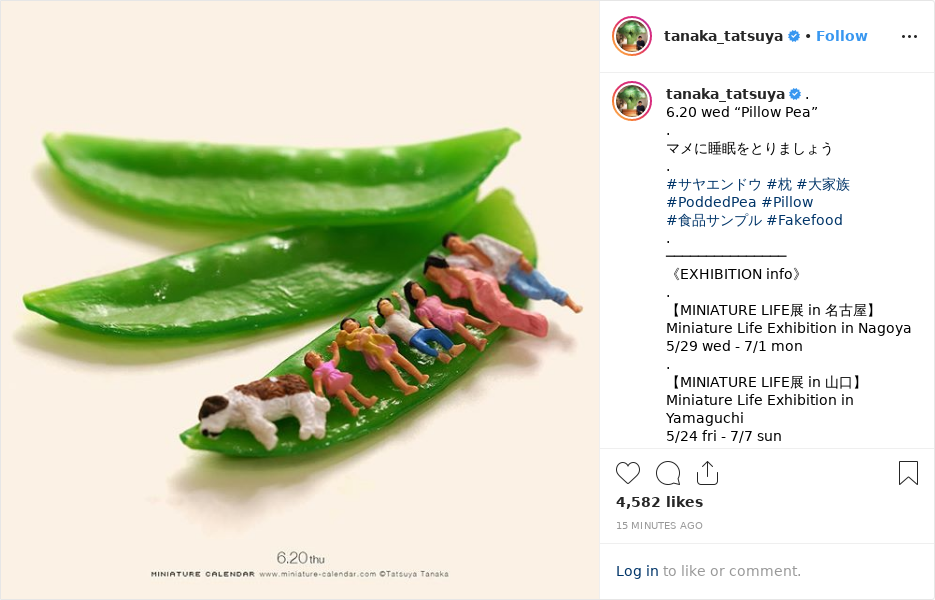 6.20 thu
MINIATURE CALENDAR www.miniature-calendar.com ©Tatsuya Tanaka
tanaka_tatsuya • Follow
tanaka_tatsuya .
6.20 wed “Pillow Pea”
.
マメに睡眠をとりましょう
.
#サヤエンドウ #枕 #大家族
#PoddedPea #Pillow
#食品サンプル #Fakefood
.
───────────────
《EXHIBITION info》
.
【MINIATURE LIFE展 in 名古屋】
Miniature Life Exhibition in Nagoya
5/29 wed - 7/1 mon
.
【MINIATURE LIFE展 in 山口】
Miniature Life Exhibition in
Yamaguchi
5/24 fri - 7/7 sun
4,582 likes
15 MINUTES AGO
Log in to like or comment.